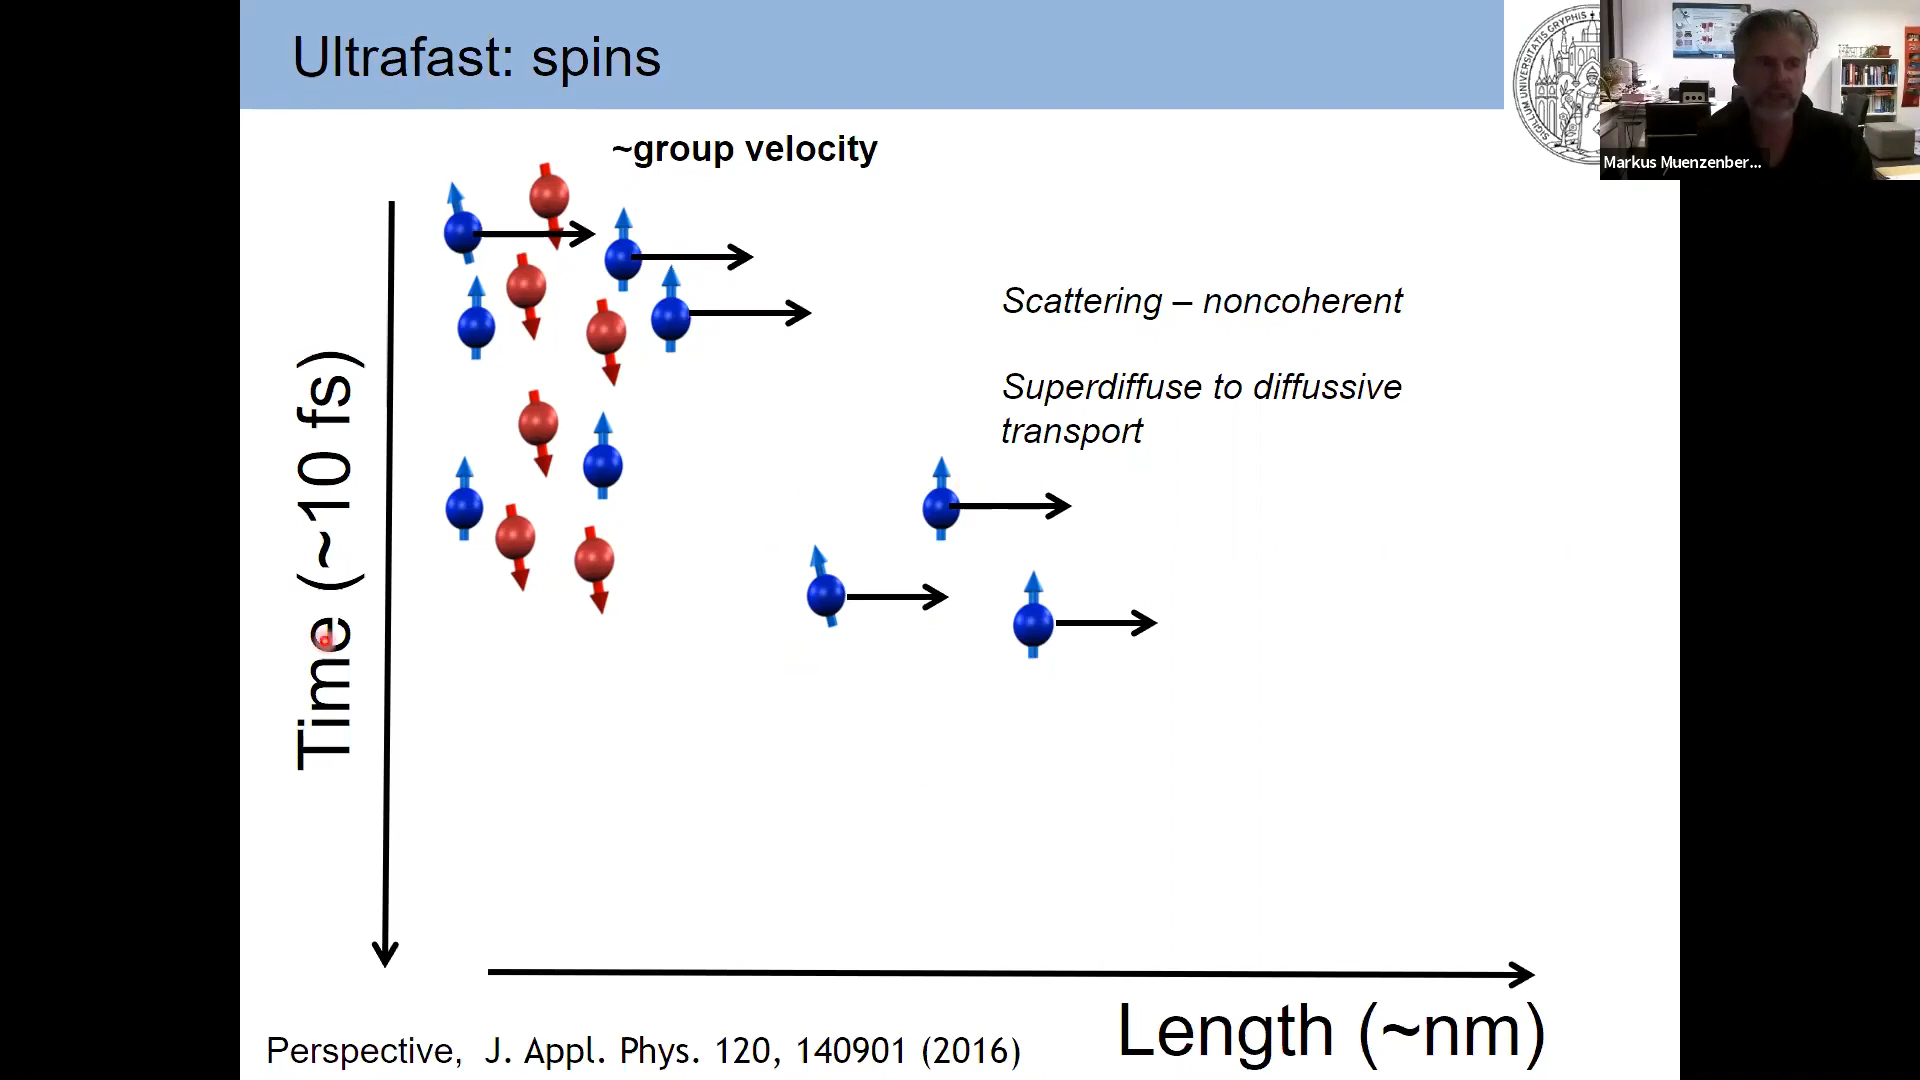 Ultrafast: spins
Markus Muenzenber...
~group velocity
Scattering – noncoherent
Superdiffuse to diffussive
transport
Time (~10 fs)
Length (~nm)
Perspective, J. Appl. Phys. 120, 140901 (2016)